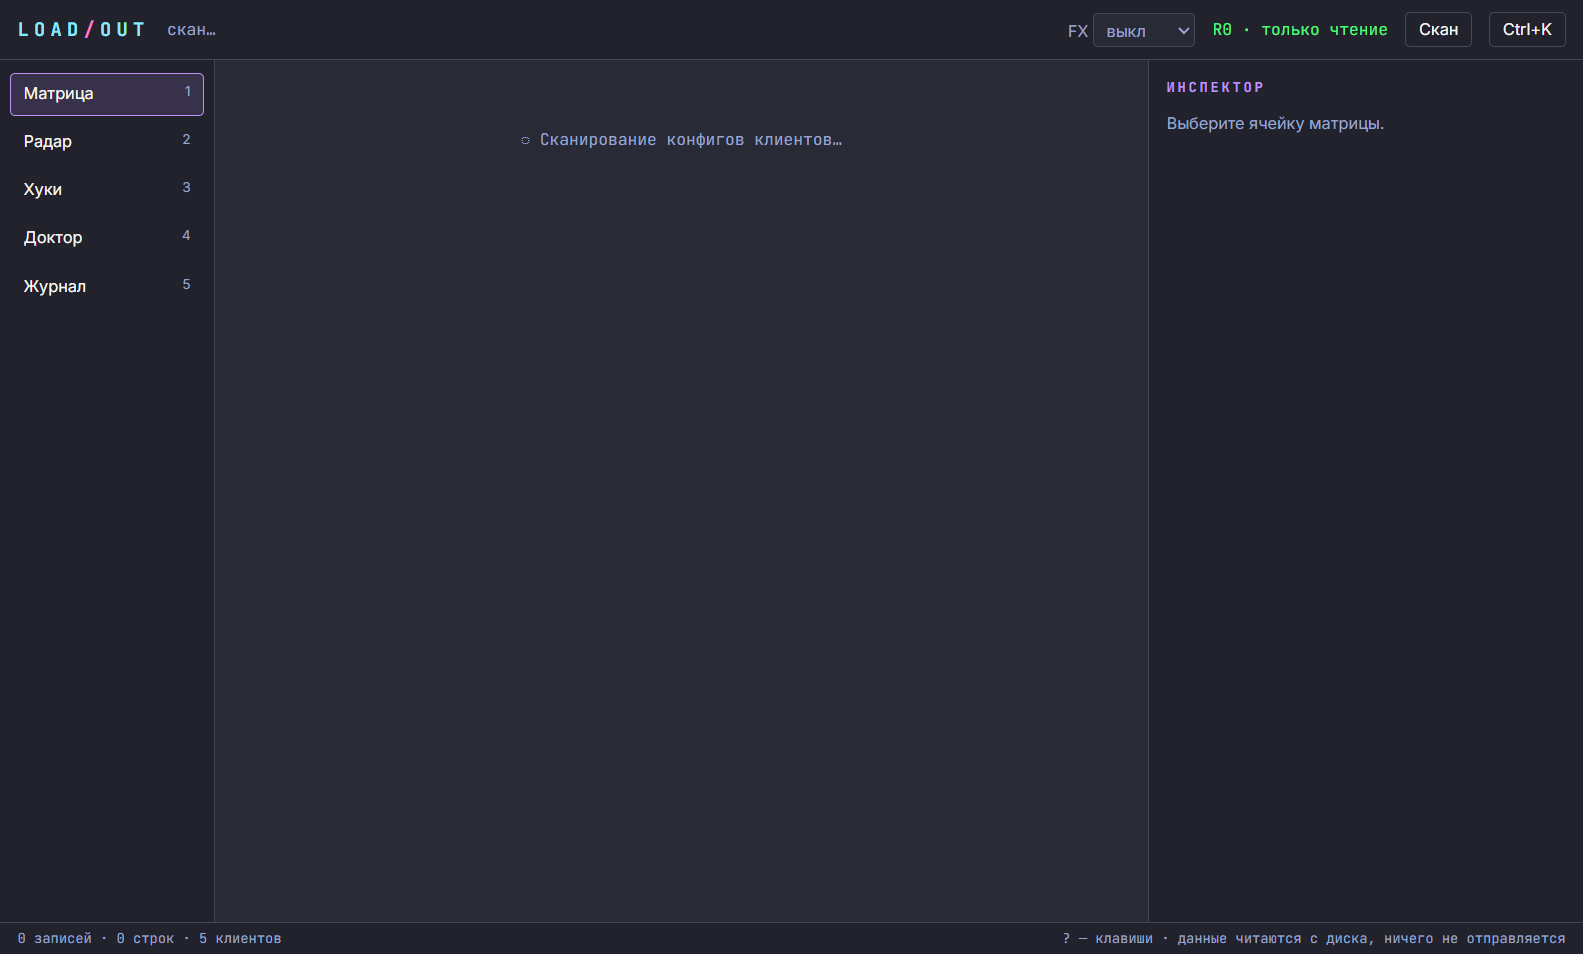 LOAD/OUT скан…
FX выкл R0 · только чтение Скан Ctrl+K
Матрица 1
Радар 2
Хуки 3
Доктор 4
Журнал 5
◌ Сканирование конфигов клиентов…
ИНСПЕКТОР
Выберите ячейку матрицы.
0 записей · 0 строк · 5 клиентов
? — клавиши · данные читаются с диска, ничего не отправляется